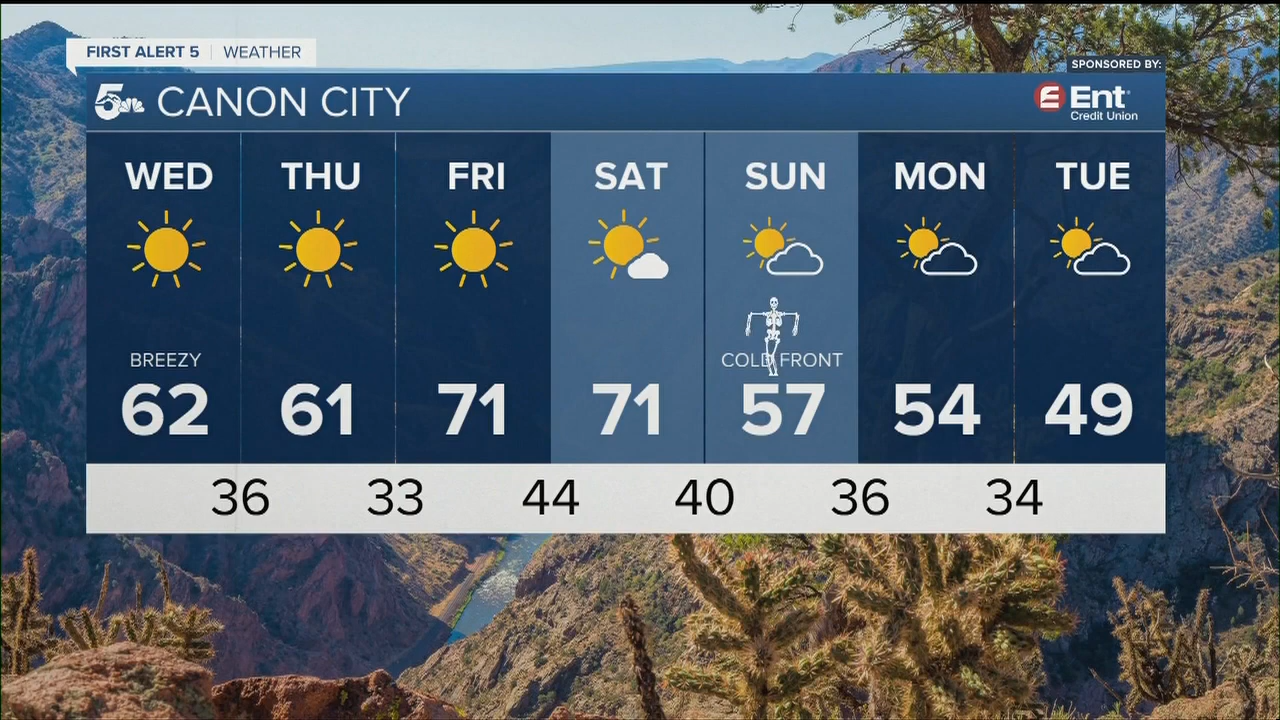 FIRST ALERT 5 | WEATHER
SPONSORED BY:
5 CANON CITY
Ent
Credit Union
WED THU FRI SAT SUN MON TUE
BREEZY COLD FRONT
62 61 71 71 57 54 49
36 33 44 40 36 34